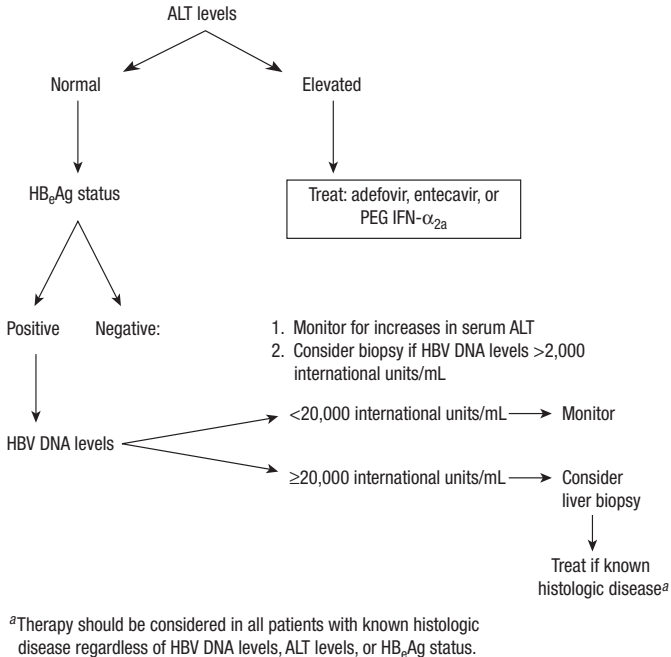 ALT levels
Normal
Elevated
HBeAg status
Treat: adefovir, entecavir, or
PEG IFN-α2a
Positive
Negative:
1. Monitor for increases in serum ALT
2. Consider biopsy if HBV DNA levels >2,000
international units/mL
HBV DNA levels
<20,000 international units/mL
Monitor
≥20,000 international units/mL
Consider
liver biopsy
Treat if known
histologic diseaseᵃ
ᵃTherapy should be considered in all patients with known histologic
disease regardless of HBV DNA levels, ALT levels, or HBeAg status.